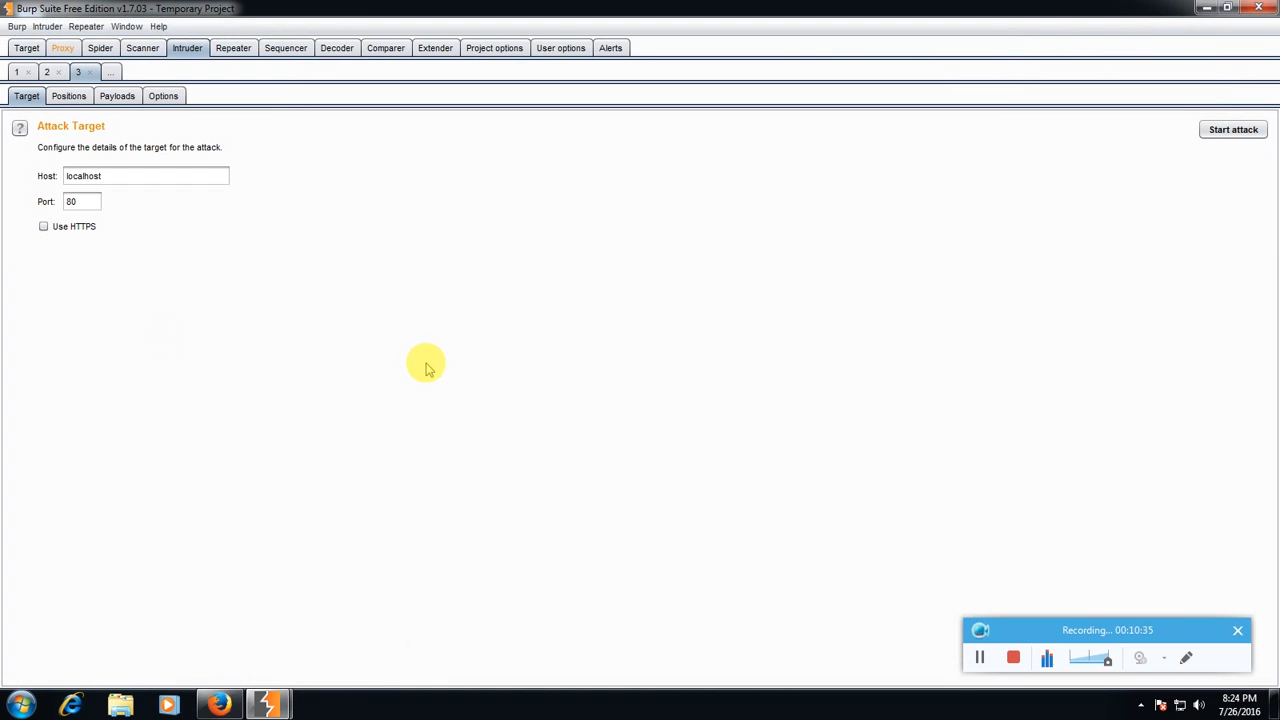 Burp Suite Free Edition v1.7.03 - Temporary Project
Burp Intruder Repeater Window Help
Target Proxy Spider Scanner Intruder Repeater Sequencer Decoder Comparer Extender Project options User options Alerts
1 × 2 × 3 × ...
Target Positions Payloads Options
? Attack Target
Start attack
Configure the details of the target for the attack.
Host: localhost
Port: 80
Use HTTPS
Recording... 00:10:35
8:24 PM
7/26/2016